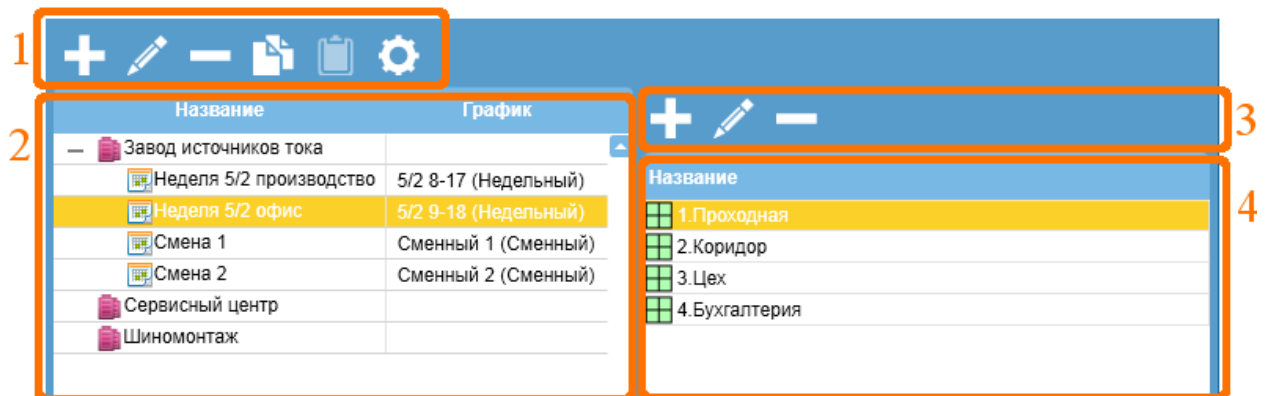 1
2
Название График
Завод источников тока
Неделя 5/2 производство 5/2 8-17 (Недельный)
Неделя 5/2 офис 5/2 9-18 (Недельный)
Смена 1 Сменный 1 (Сменный)
Смена 2 Сменный 2 (Сменный)
Сервисный центр
Шиномонтаж
3
4
Название
1.Проходная
2.Коридор
3.Цех
4.Бухгалтерия